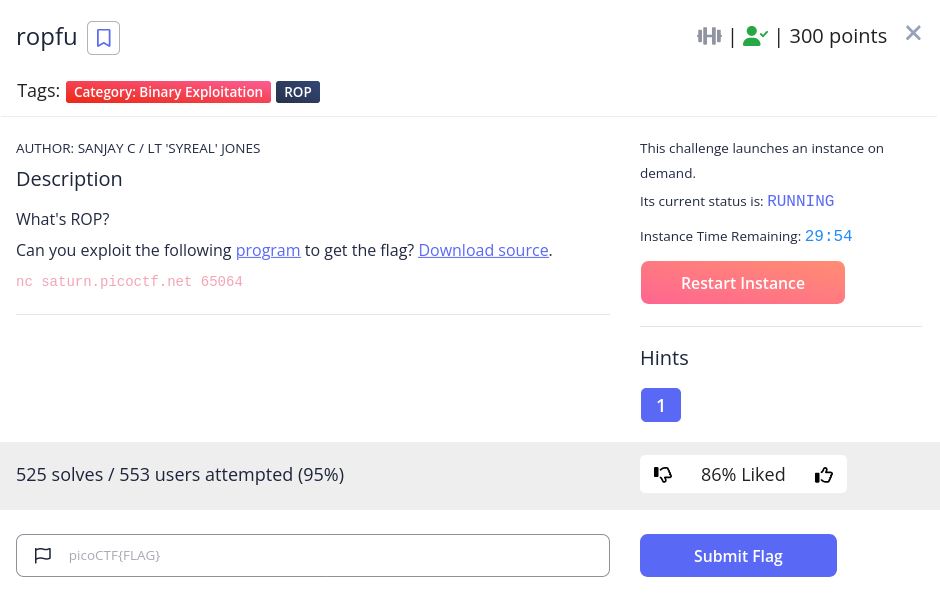 ropfu
| | 300 points
Tags: Category: Binary Exploitation ROP
AUTHOR: SANJAY C / LT 'SYREAL' JONES
Description
What's ROP?
Can you exploit the following program to get the flag? Download source.
nc saturn.picoctf.net 65064
This challenge launches an instance on
demand.
Its current status is: RUNNING
Instance Time Remaining: 29:54
Restart Instance
Hints
1
525 solves / 553 users attempted (95%)
86% Liked
picoCTF{FLAG}
Submit Flag